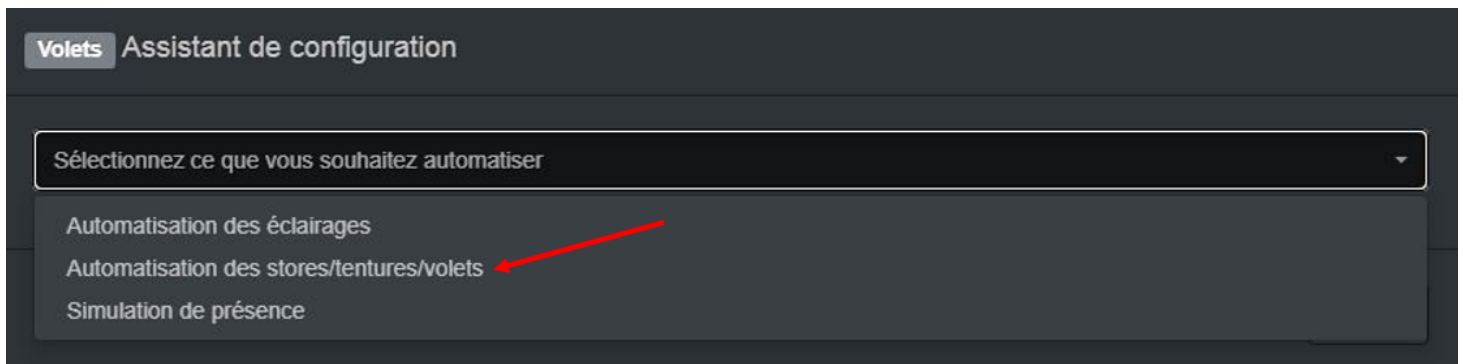 Volets Assistant de configuration
Sélectionnez ce que vous souhaitez automatiser
Automatisation des éclairages
Automatisation des stores/tentures/volets
Simulation de présence